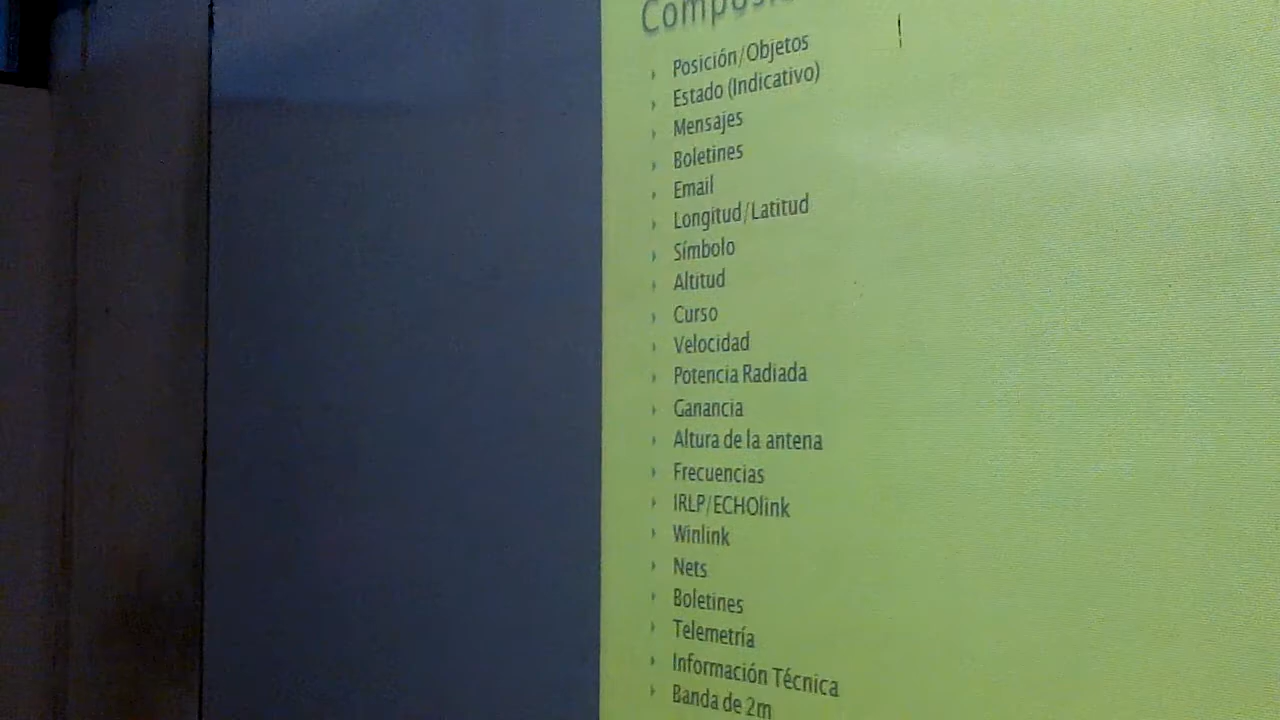 Posición/Objetos
Estado (Indicativo)
Mensajes
Boletines
Email
Longitud/Latitud
Símbolo
Altitud
Curso
Velocidad
Potencia Radiada
Ganancia
Altura de la antena
Frecuencias
IRLP/ECHOlink
Winlink
Nets
Boletines
Telemetría
Información Técnica
Banda de 2m